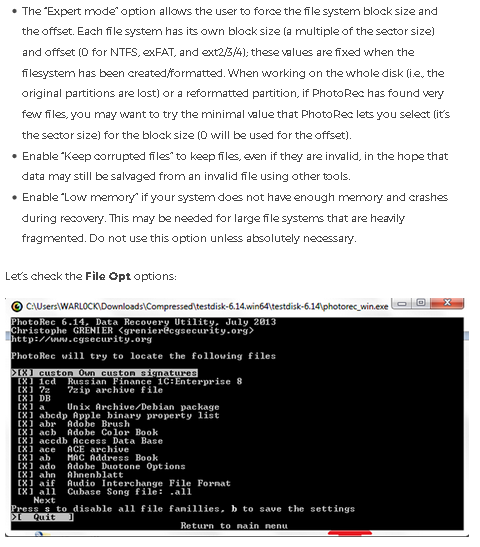 • The “Expert mode” option allows the user to force the file system block size and
the offset. Each file system has its own block size (a multiple of the sector size)
and offset (0 for NTFS, exFAT, and ext2/3/4); these values are fixed when the
filesystem has been created/formatted. When working on the whole disk (i.e., the
original partitions are lost) or a reformatted partition, if PhotoRec has found very
few files, you may want to try the minimal value that PhotoRec lets you select (it’s
the sector size) for the block size (0 will be used for the offset).
• Enable “Keep corrupted files” to keep files, even if they are invalid, in the hope that
data may still be salvaged from an invalid file using other tools.
• Enable “Low memory” if your system does not have enough memory and crashes
during recovery. This may be needed for large file systems that are heavily
fragmented. Do not use this option unless absolutely necessary.
Let’s check the File Opt options:
C:\Users\WARL0CK\Downloads\Compressed\testdisk-6.14.win64\testdisk-6.14\photorec_win.exe
PhotoRec 6.14, Data Recovery Utility, July 2013
Christophe GRENIER <grenier@cgsecurity.org>
http://www.cgsecurity.org
PhotoRec will try to locate the following files
>[X] custom Own custom signatures
[X] 1cd Russian Finance 1C:Enterprise 8
[X] 7z 7zip archive file
[X] DB
[X] a Unix Archive/Debian package
[X] abcdp Apple binary property list
[X] abr Adobe Brush
[X] acb Adobe Color Book
[X] accdb Access Data Base
[X] ace ACE archive
[X] ab MAC Address Book
[X] ado Adobe Duotone Options
[X] ahn Ahnenblatt
[X] aif Audio Interchange File Format
[X] all Cubase Song file: .all
Next
Press s to disable all file famillies, b to save the settings
>[ Quit ]
Return to main menu